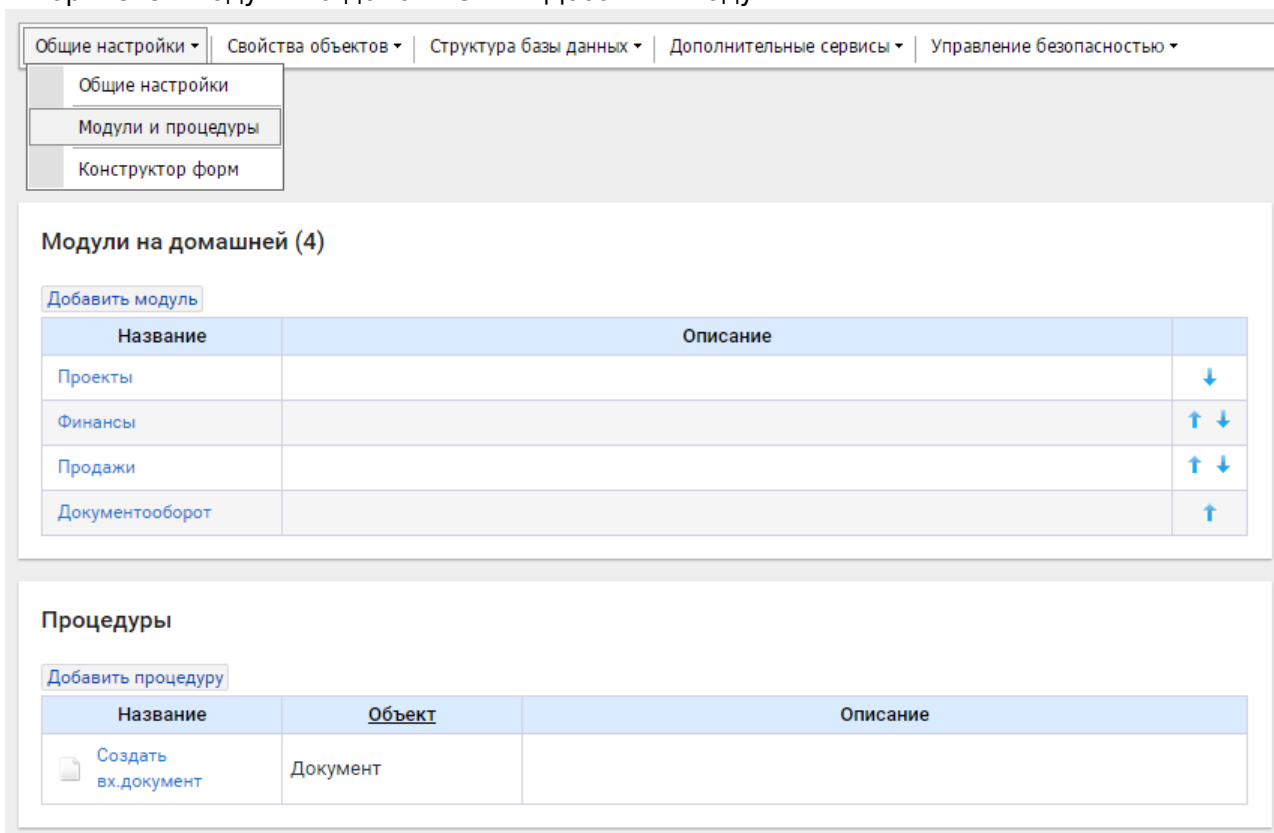 Общие настройки Свойства объектов Структура базы данных Дополнительные сервисы Управление безопасностью
Общие настройки
Модули и процедуры
Конструктор форм
Модули на домашней (4)
Добавить модуль
Название Описание
Проекты
Финансы
Продажи
Документооборот
Процедуры
Добавить процедуру
Название Объект Описание
Создать
вх.документ Документ